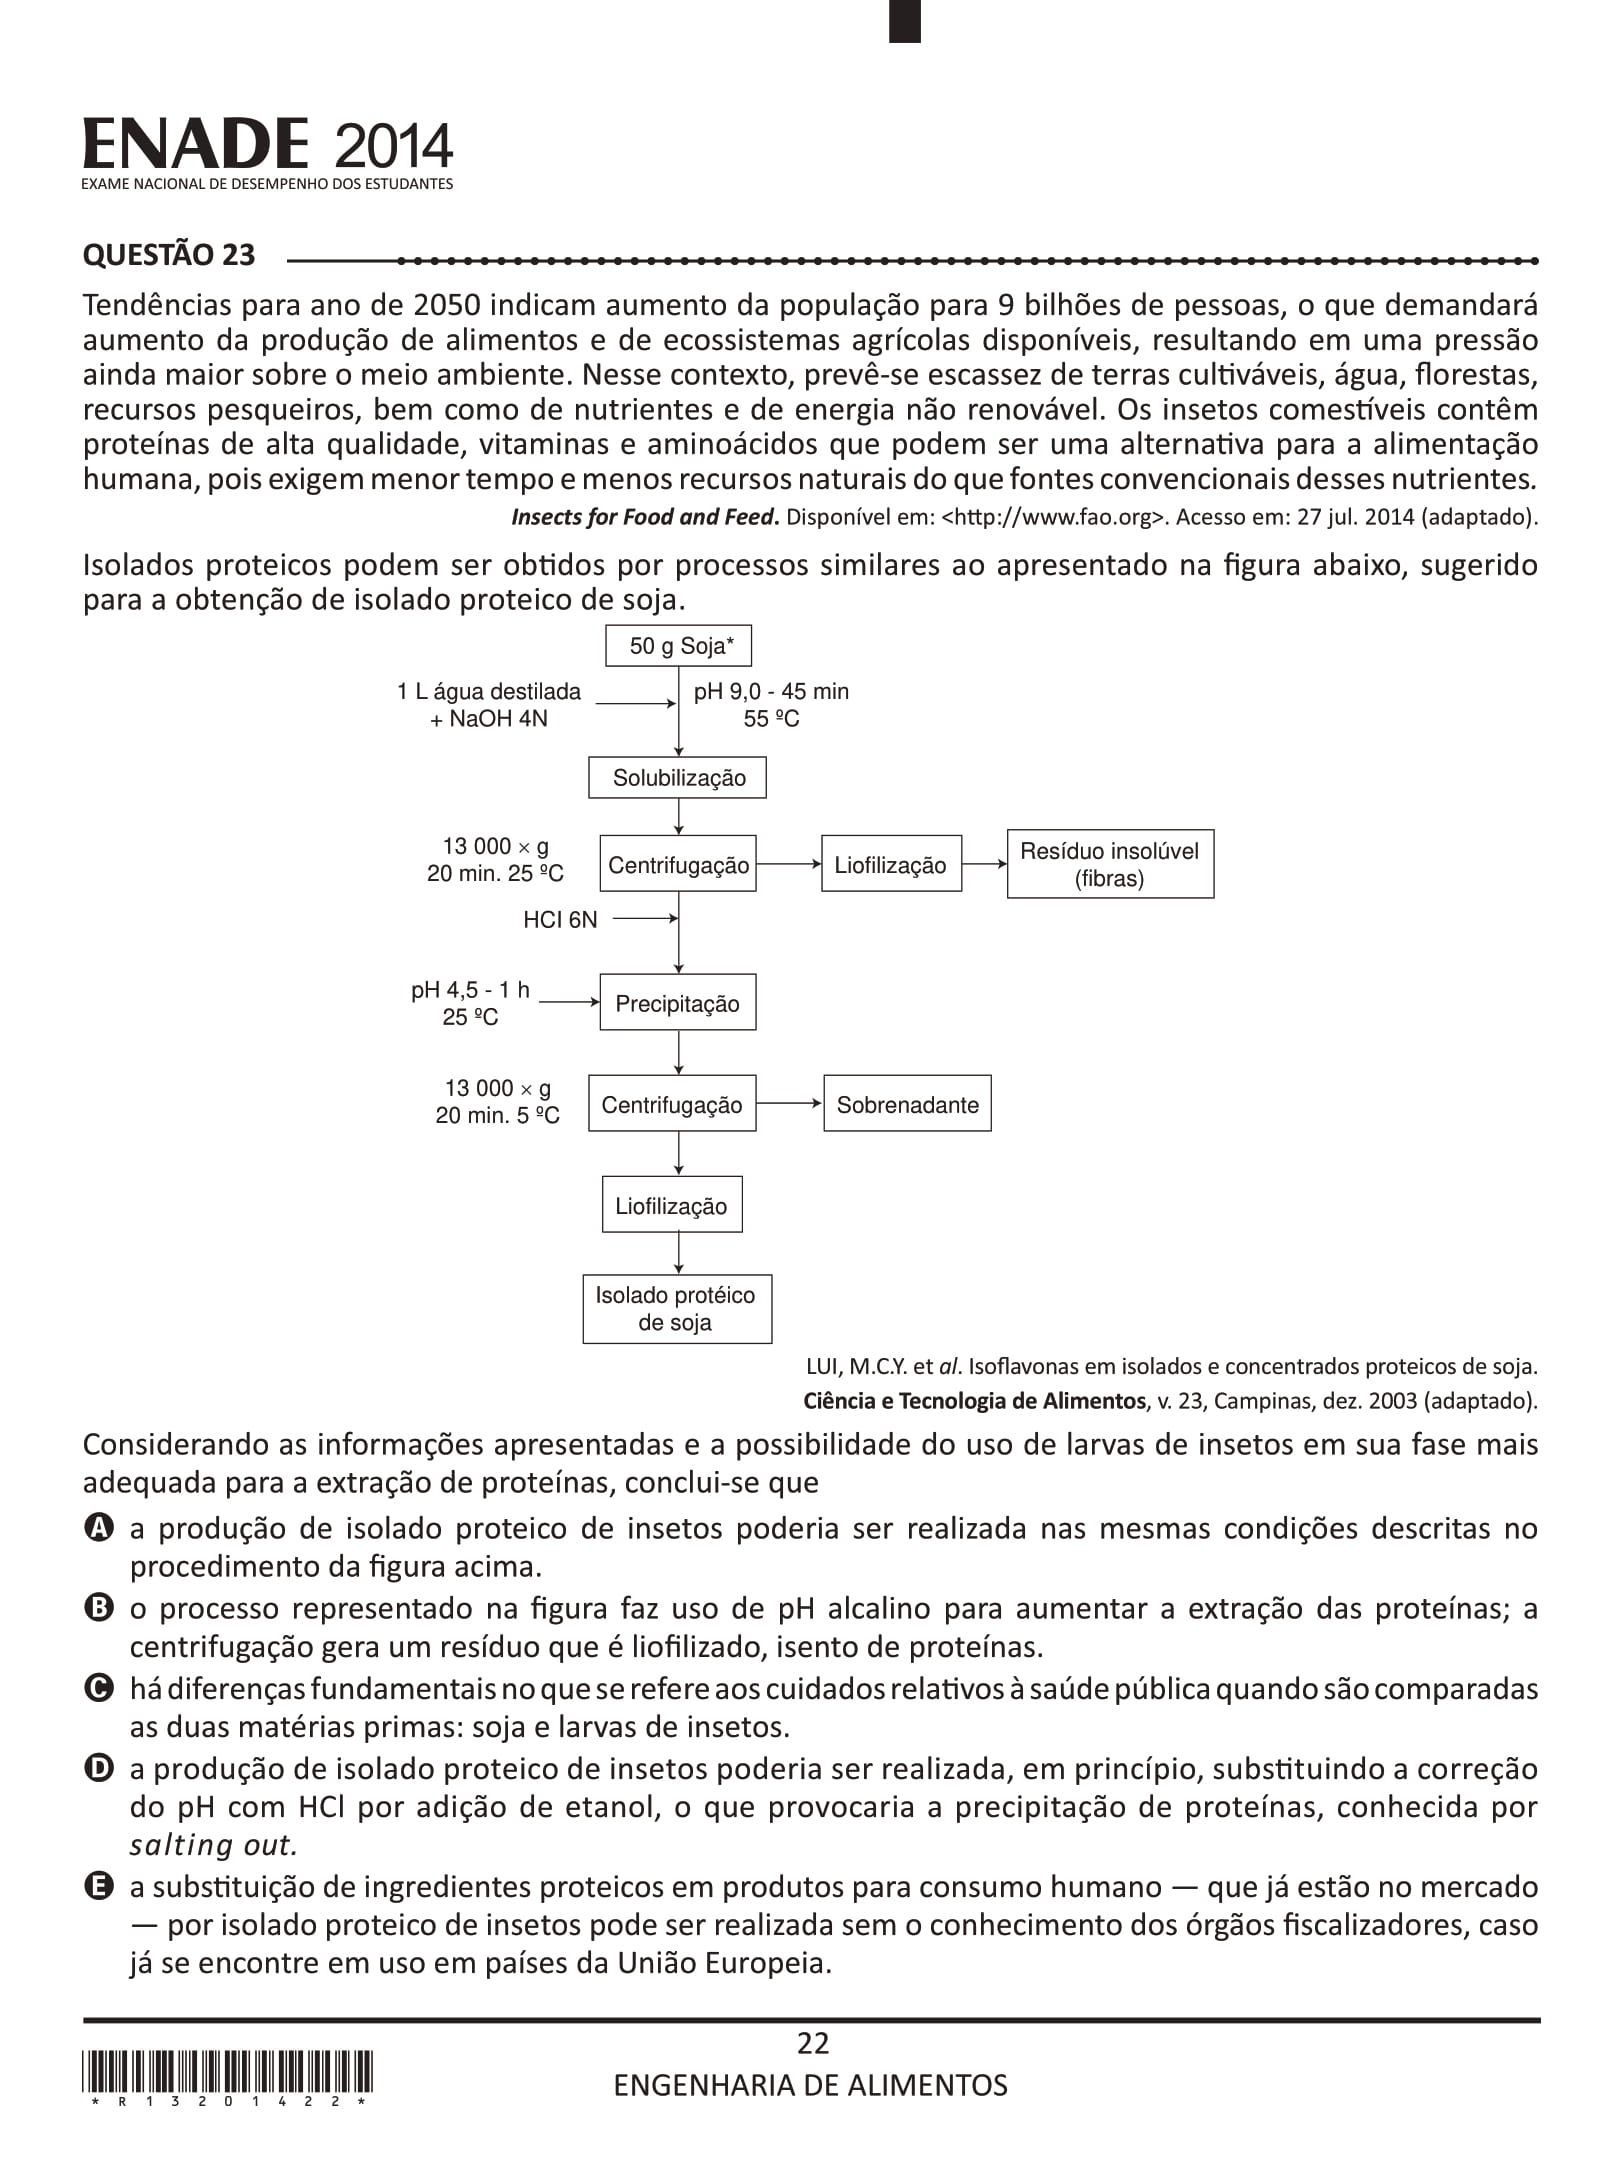 ENADE 2014
EXAME NACIONAL DE DESEMPENHO DOS ESTUDANTES
QUESTÃO 23
Tendências para ano de 2050 indicam aumento da população para 9 bilhões de pessoas, o que demandará
aumento da produção de alimentos e de ecossistemas agrícolas disponíveis, resultando em uma pressão
ainda maior sobre o meio ambiente. Nesse contexto, prevê-se escassez de terras cultiváveis, água, florestas,
recursos pesqueiros, bem como de nutrientes e de energia não renovável. Os insetos comestíveis contêm
proteínas de alta qualidade, vitaminas e aminoácidos que podem ser uma alternativa para a alimentação
humana, pois exigem menor tempo e menos recursos naturais do que fontes convencionais desses nutrientes.
Insects for Food and Feed. Disponível em: <http://www.fao.org>. Acesso em: 27 jul. 2014 (adaptado).
Isolados proteicos podem ser obtidos por processos similares ao apresentado na figura abaixo, sugerido
para a obtenção de isolado proteico de soja.
50 g Soja*
1 L água destilada
+ NaOH 4N
pH 9,0 - 45 min
55 ºC
Solubilização
13 000 × g
20 min. 25 ºC
Centrifugação
Liofilização
Resíduo insolúvel
(fibras)
HCl 6N
pH 4,5 - 1 h
25 ºC
Precipitação
13 000 × g
20 min. 5 ºC
Centrifugação
Sobrenadante
Liofilização
Isolado protéico
de soja
LUI, M.C.Y. et al. Isoflavonas em isolados e concentrados proteicos de soja.
Ciência e Tecnologia de Alimentos, v. 23, Campinas, dez. 2003 (adaptado).
Considerando as informações apresentadas e a possibilidade do uso de larvas de insetos em sua fase mais
adequada para a extração de proteínas, conclui-se que
A a produção de isolado proteico de insetos poderia ser realizada nas mesmas condições descritas no
procedimento da figura acima.
B o processo representado na figura faz uso de pH alcalino para aumentar a extração das proteínas; a
centrifugação gera um resíduo que é liofilizado, isento de proteínas.
C há diferenças fundamentais no que se refere aos cuidados relativos à saúde pública quando são comparadas
as duas matérias primas: soja e larvas de insetos.
D a produção de isolado proteico de insetos poderia ser realizada, em princípio, substituindo a correção
do pH com HCl por adição de etanol, o que provocaria a precipitação de proteínas, conhecida por
salting out.
E a substituição de ingredientes proteicos em produtos para consumo humano — que já estão no mercado
— por isolado proteico de insetos pode ser realizada sem o conhecimento dos órgãos fiscalizadores, caso
já se encontre em uso em países da União Europeia.
22
ENGENHARIA DE ALIMENTOS
* R 1 3 2 0 1 4 2 2 *